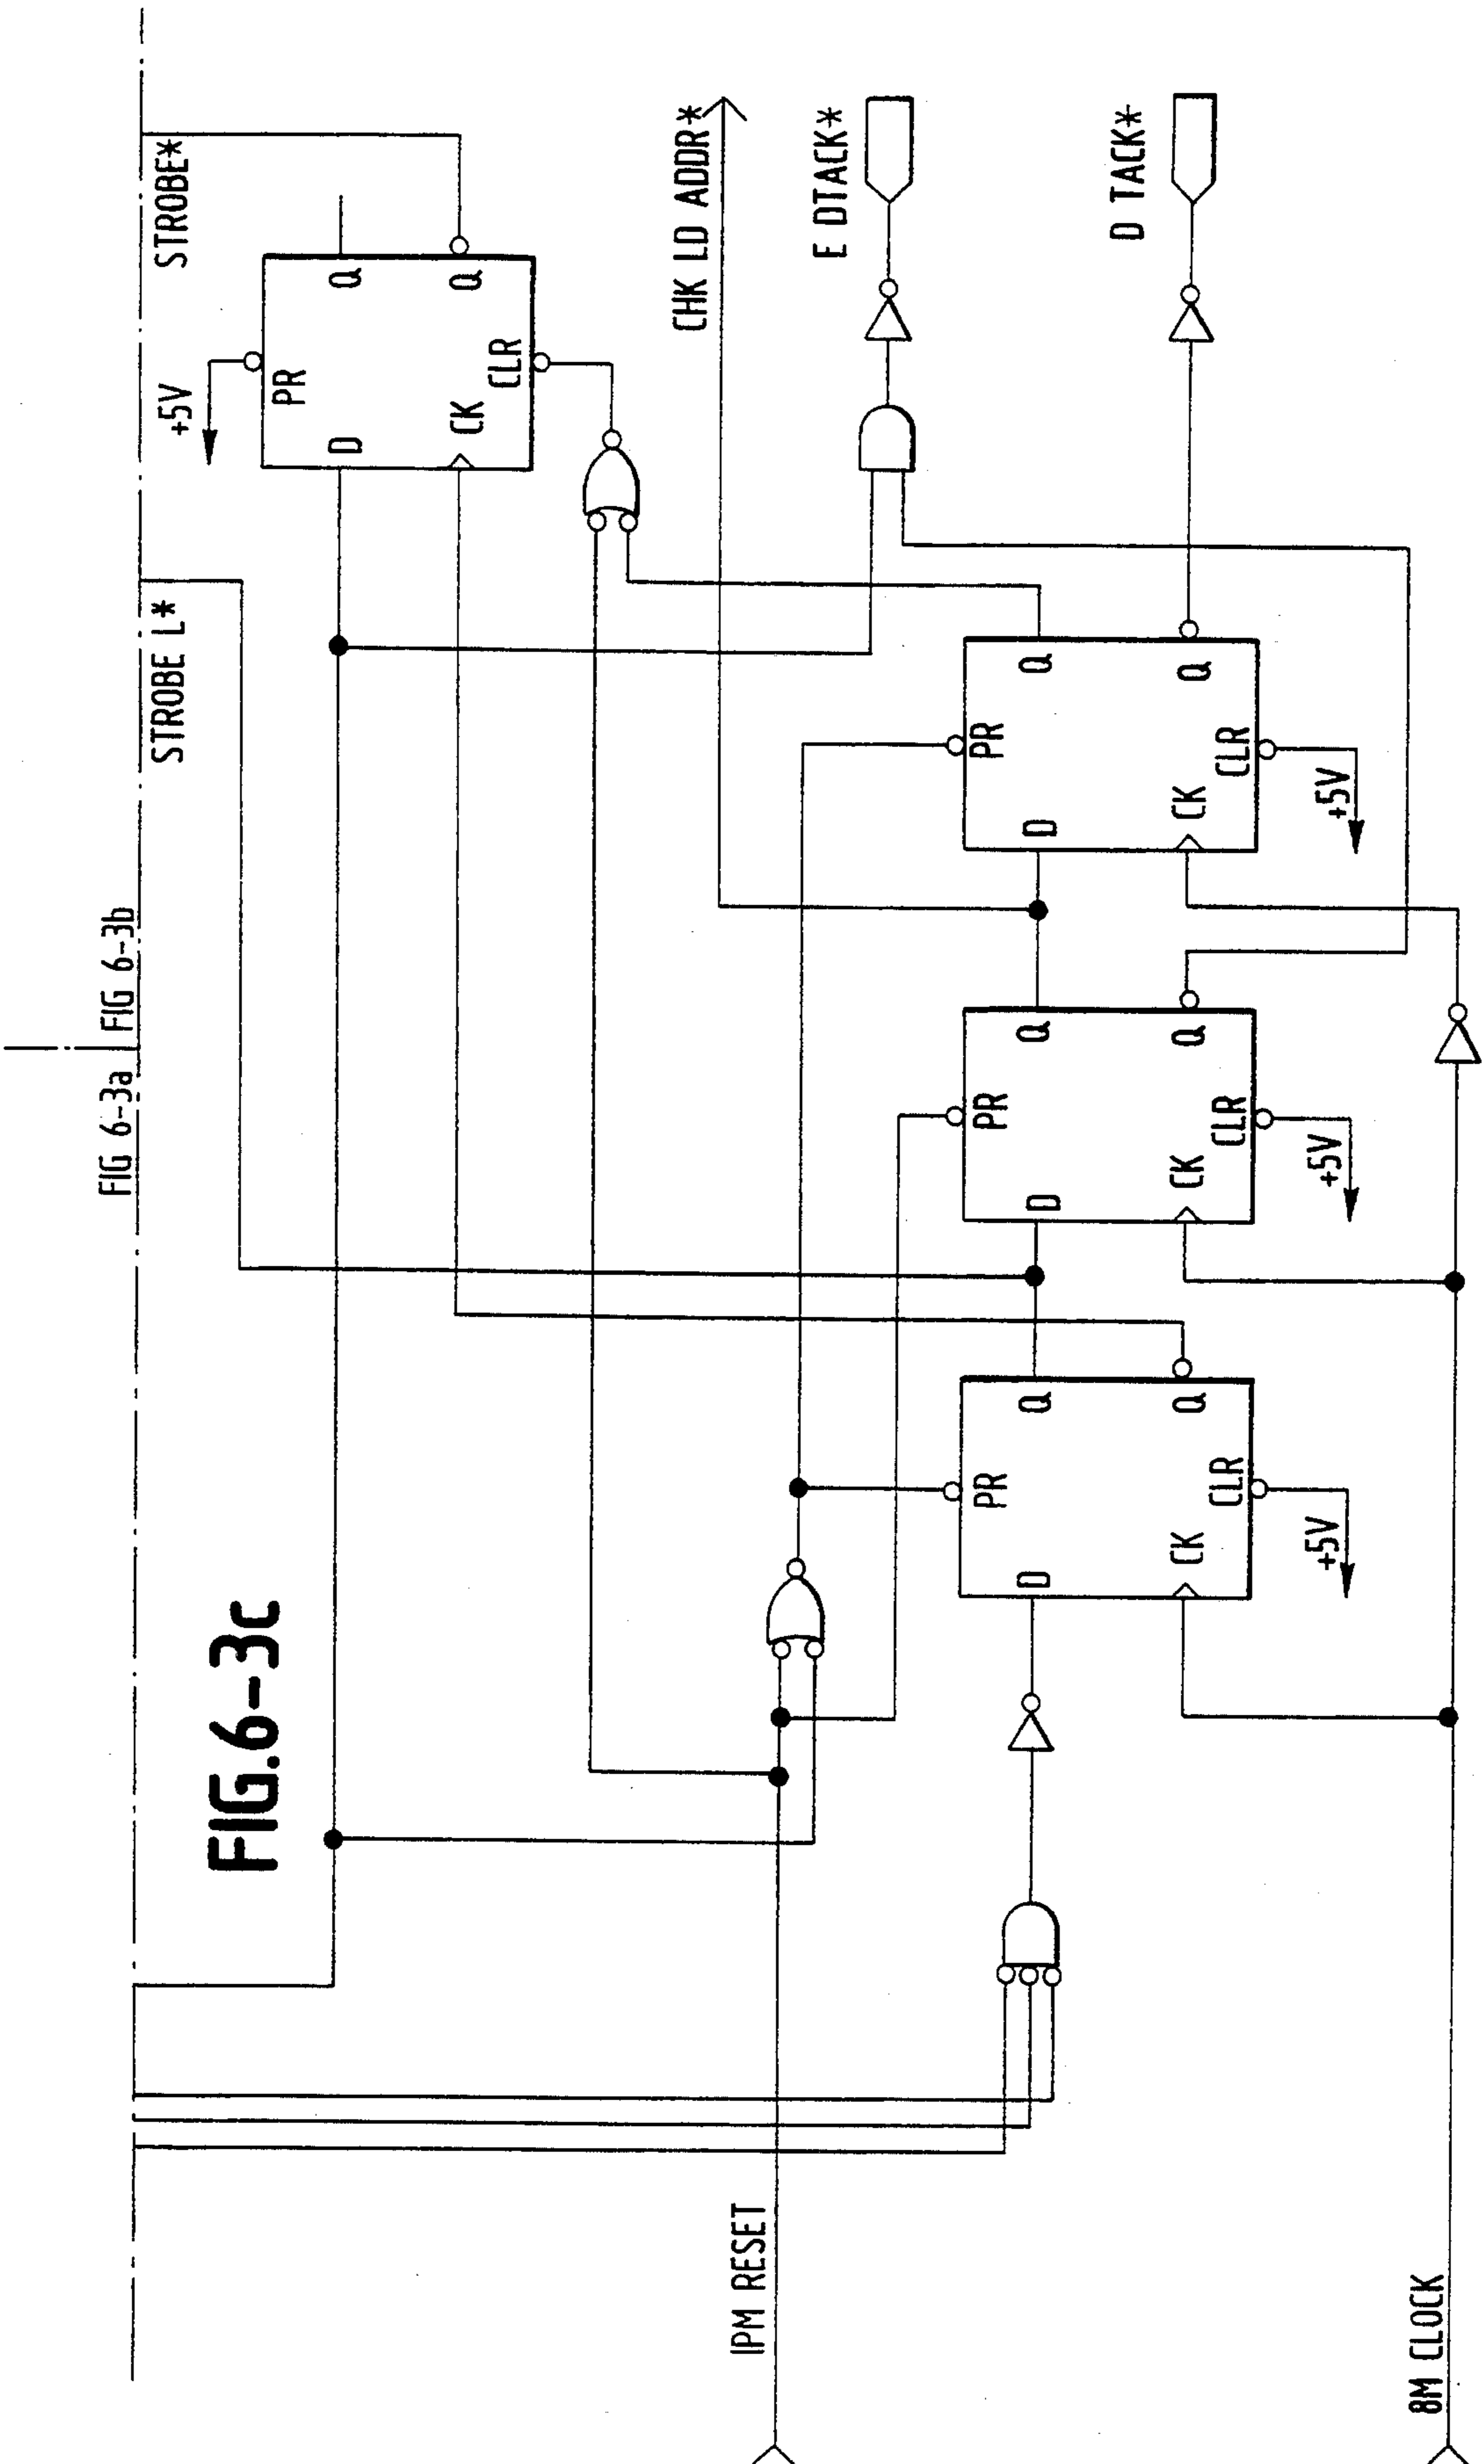 FIG 6-3a
FIG 6-3b
FIG.6-3c
STROBE L*
STROBE*
+5V
D
PR
Q
CK
CLR
Q
CHK LD ADDR*
E DTACK*
D TACK*
IPM RESET
D
PR
Q
CK
CLR
Q
+5V
D
PR
Q
CK
CLR
Q
+5V
D
PR
Q
CK
CLR
Q
+5V
8M CLOCK